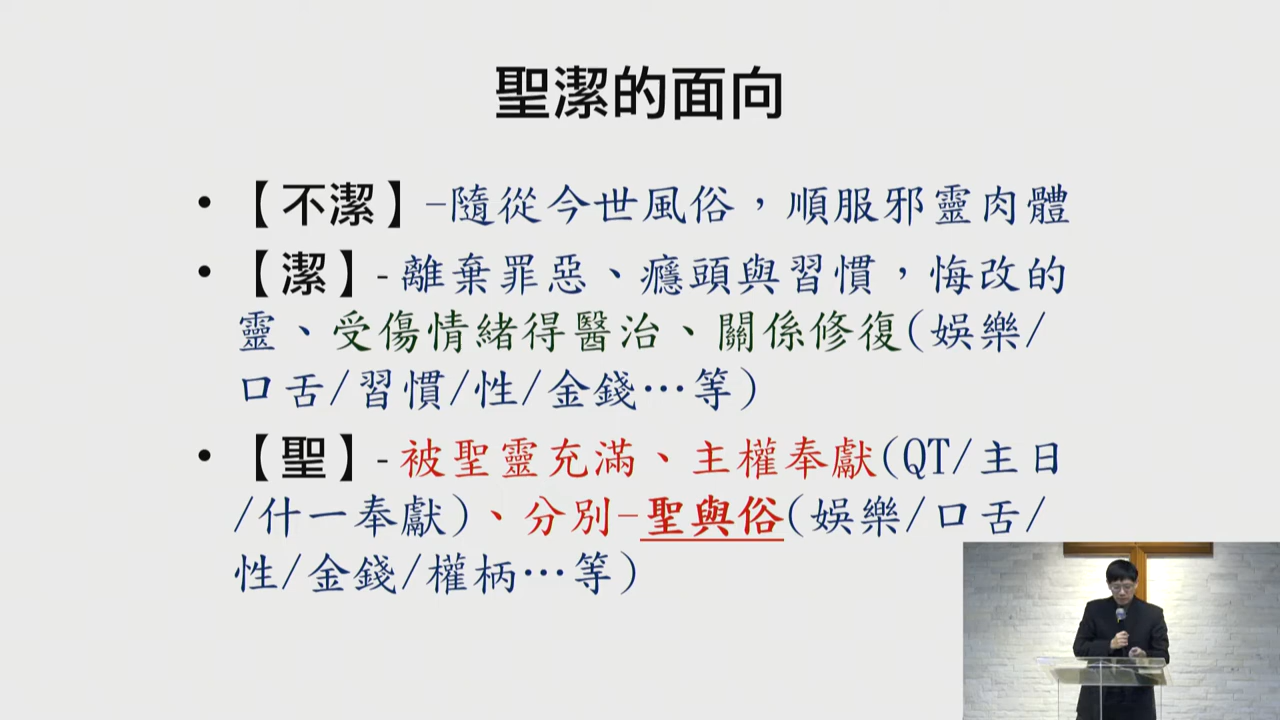 聖潔的面向
• 【不潔】–隨從今世風俗，順服邪靈肉體
• 【潔】- 離棄罪惡、癮頭與習慣，悔改的
靈、受傷情緒得醫治、關係修復(娛樂/
口舌/習慣/性/金錢…等)
• 【聖】- 被聖靈充滿、主權奉獻(QT/主日
/什一奉獻)、分別–聖與俗(娛樂/口舌/
性/金錢/權柄…等)